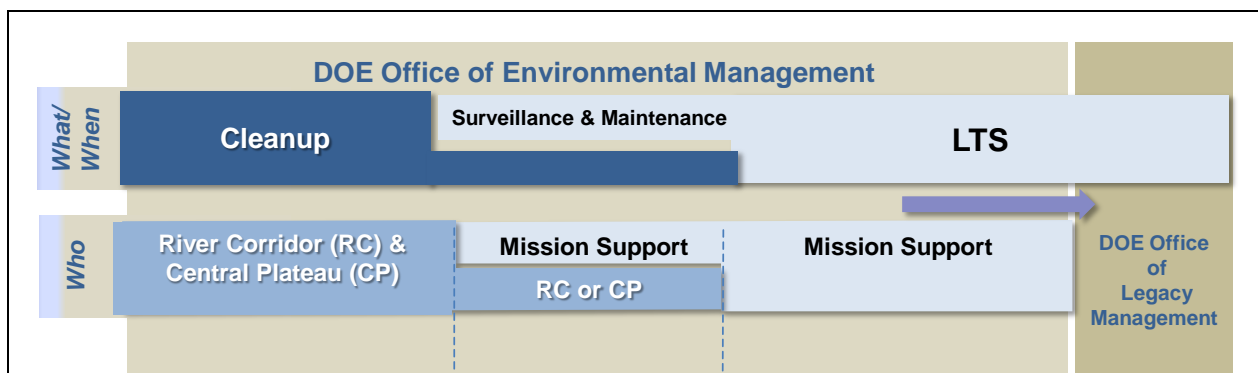 DOE Office of Environmental Management
What/
When
Cleanup
Surveillance & Maintenance
LTS
Who
River Corridor (RC) &
Central Plateau (CP)
Mission Support
RC or CP
Mission Support
DOE Office
of
Legacy
Management